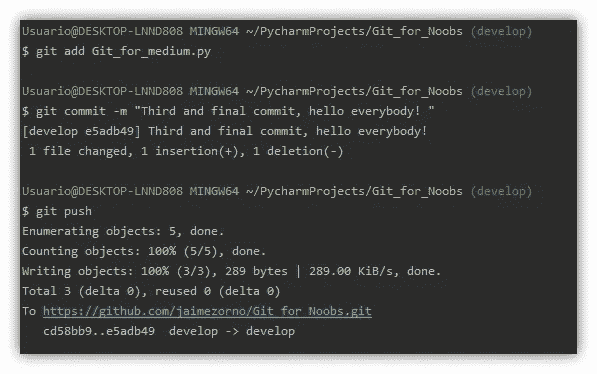 Usuario@DESKTOP-LNND808 MINGW64 ~/PycharmProjects/Git_for_Noobs (develop)
$ git add Git_for_medium.py
Usuario@DESKTOP-LNND808 MINGW64 ~/PycharmProjects/Git_for_Noobs (develop)
$ git commit -m "Third and final commit, hello everybody! "
[develop e5adb49] Third and final commit, hello everybody!
1 file changed, 1 insertion(+), 1 deletion(-)
Usuario@DESKTOP-LNND808 MINGW64 ~/PycharmProjects/Git_for_Noobs (develop)
$ git push
Enumerating objects: 5, done.
Counting objects: 100% (5/5), done.
Writing objects: 100% (3/3), 289 bytes | 289.00 KiB/s, done.
Total 3 (delta 0), reused 0 (delta 0)
To https://github.com/jaimezorno/Git_for_Noobs.git
cd58bb9..e5adb49  develop -> develop